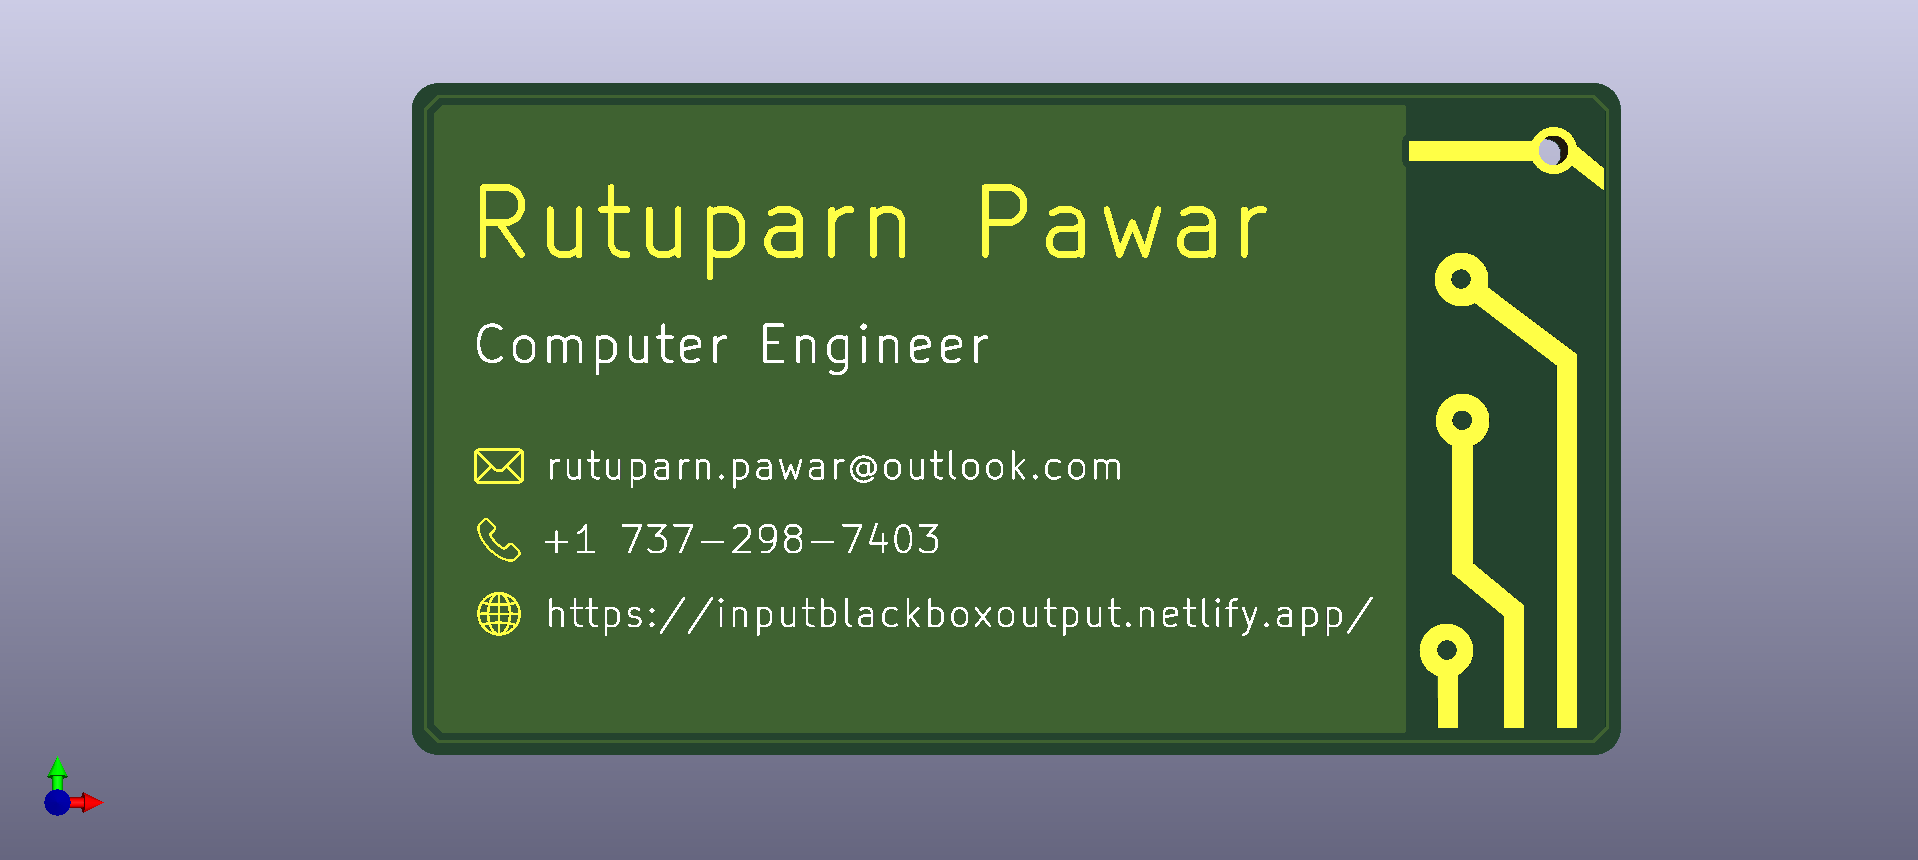 Rutuparn Pawar
Computer Engineer
rutuparn.pawar@outlook.com
+1 737-298-7403
https://inputblackboxoutput.netlify.app/